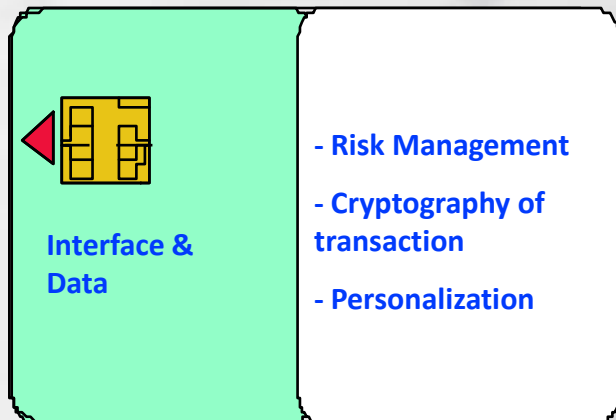 Interface &
Data
- Risk Management
- Cryptography of
transaction
- Personalization